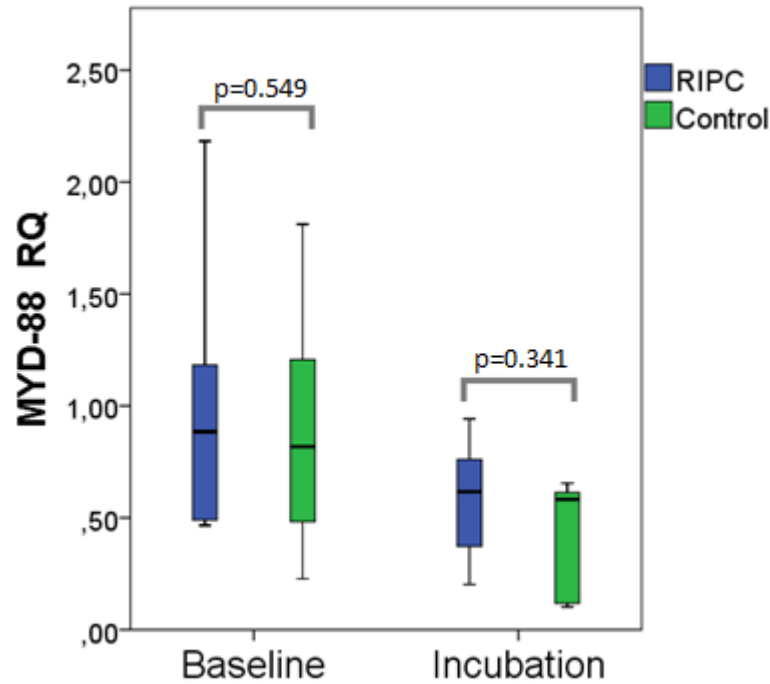 2,50
2,00
1,50
1,00
,50
,00
MYD-88 RQ
p=0.549
p=0.341
RIPC
Control
Baseline
Incubation